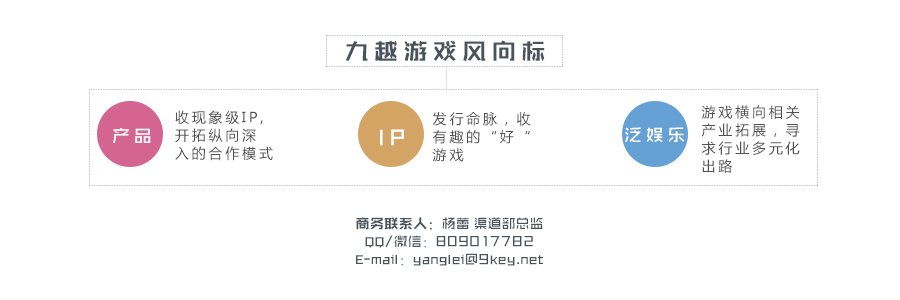 九越游戏风向标
产品
收现象级IP,
开拓纵向深
入的合作模式
IP
发行命脉，收
有趣的“好“
游戏
泛娱乐
游戏横向相关
产业拓展，寻
求行业多元化
出路
商务联系人：杨蕾 渠道部总监
QQ/微信：809017782
E-mail：yanglei@9key.net